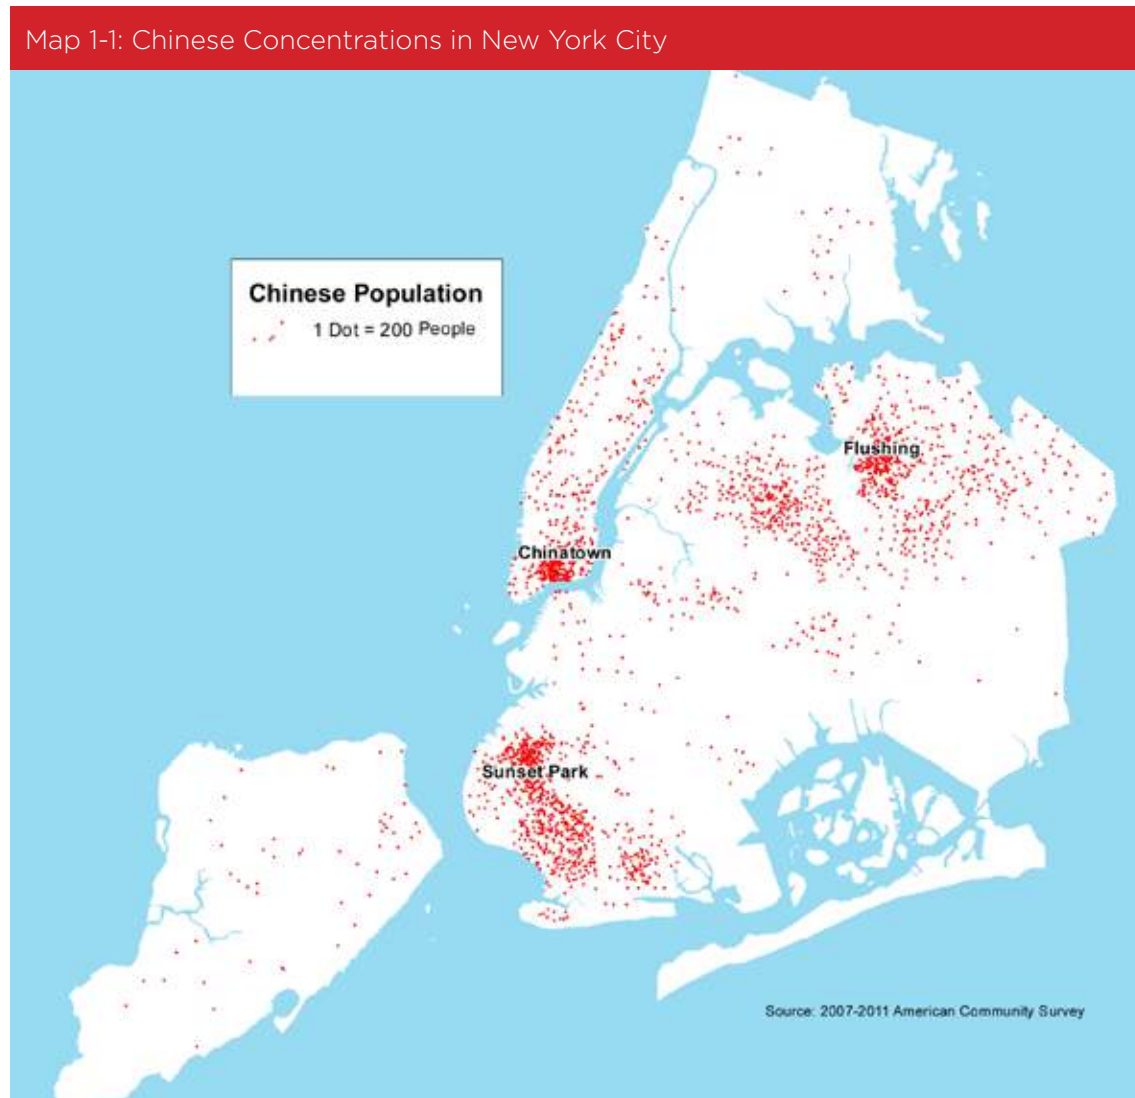 Map 1-1: Chinese Concentrations in New York City
Chinese Population
1 Dot = 200 People
Flushing
Chinatown
Sunset Park
Source: 2007-2011 American Community Survey